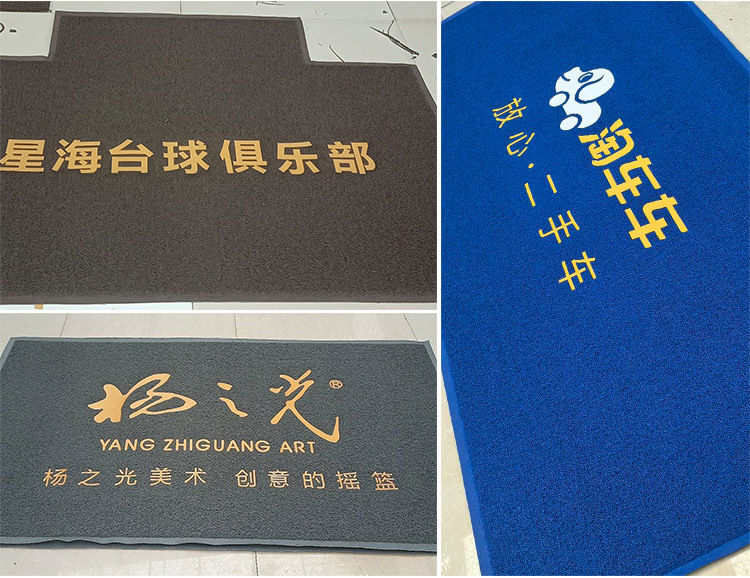 星海台球俱乐部
淘车车
放心·二手车
杨之光®
YANG ZHIGUANG ART
杨之光美术 创意的摇篮